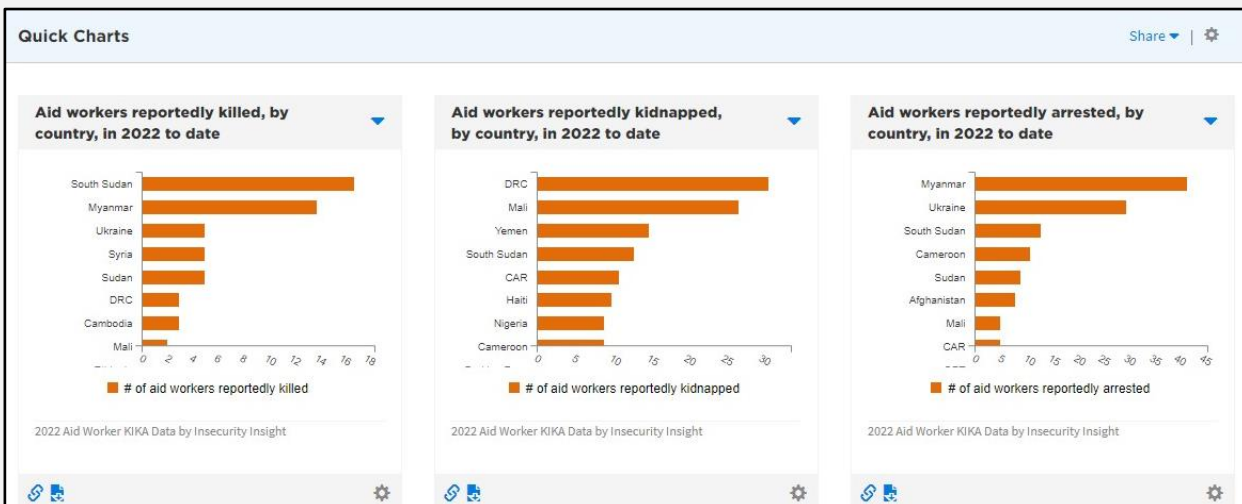 Quick Charts
Share
|
Aid workers reportedly killed, by
country, in 2022 to date
South Sudan
Myanmar
Ukraine
Syria
Sudan
DRC
Cambodia
Mali
0 2 4 6 8 10 12 14 16 18
# of aid workers reportedly killed
2022 Aid Worker KIKA Data by Insecurity Insight
Aid workers reportedly kidnapped,
by country, in 2022 to date
DRC
Mali
Yemen
South Sudan
CAR
Haiti
Nigeria
Cameroon
0 5 10 15 20 25 30
# of aid workers reportedly kidnapped
2022 Aid Worker KIKA Data by Insecurity Insight
Aid workers reportedly arrested, by
country, in 2022 to date
Myanmar
Ukraine
South Sudan
Cameroon
Sudan
Afghanistan
Mali
CAR
0 5 10 15 20 25 30 35 40 45
# of aid workers reportedly arrested
2022 Aid Worker KIKA Data by Insecurity Insight